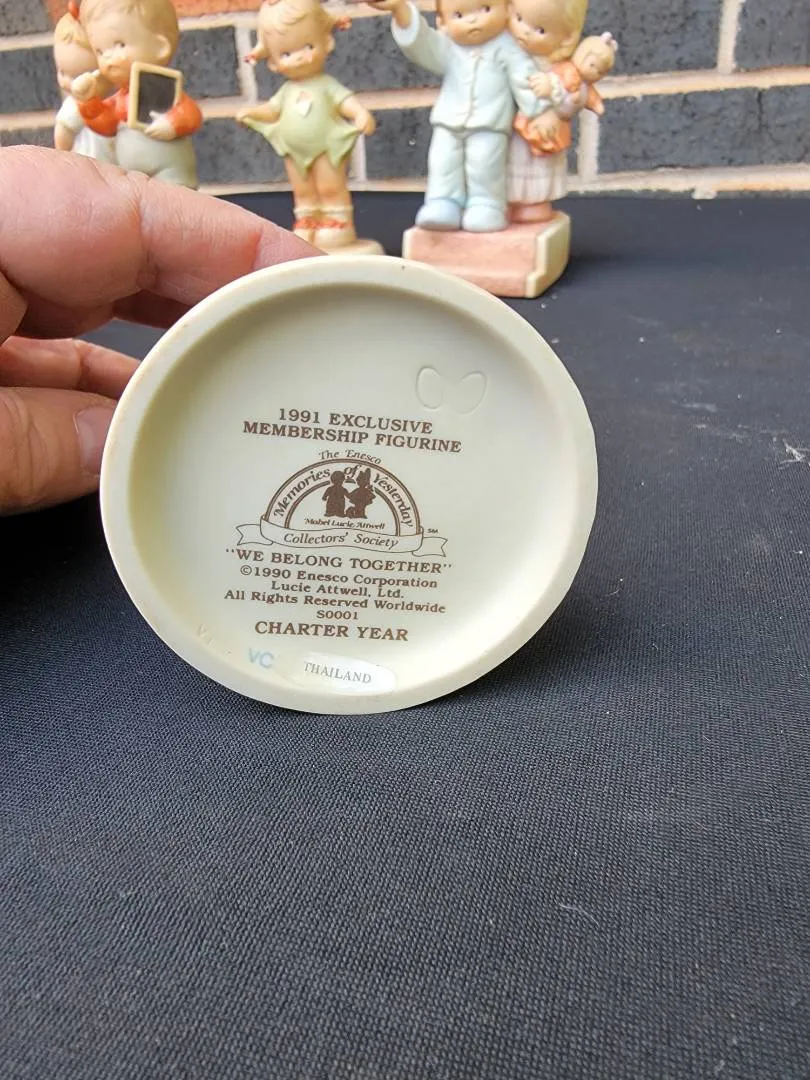 1991 EXCLUSIVE
MEMBERSHIP FIGURINE
The Enesco
Memories of Yesterday
Mabel Lucie Attwell
SM
Collectors' Society
"WE BELONG TOGETHER"
©1990 Enesco Corporation
Lucie Attwell, Ltd.
All Rights Reserved Worldwide
S0001
CHARTER YEAR
VC
THAILAND